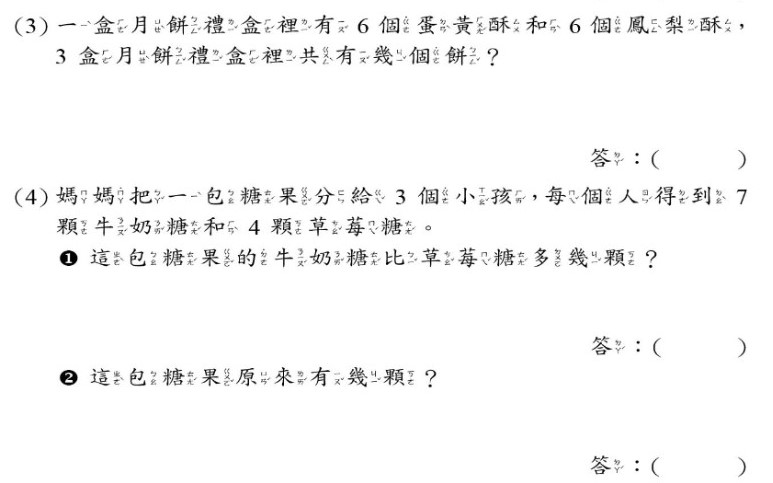 (3) 一盒月餅禮盒裡有 6 個蛋黃酥和 6 個鳳梨酥，
3 盒月餅禮盒裡共有幾個餅？
答：(　　　)
(4) 媽媽把一包糖果分給 3 個小孩，每個人得到 7
顆牛奶糖和 4 顆草莓糖。
❶ 這包糖果的牛奶糖比草莓糖多幾顆？
答：(　　　)
❷ 這包糖果原來有幾顆？
答：(　　　)